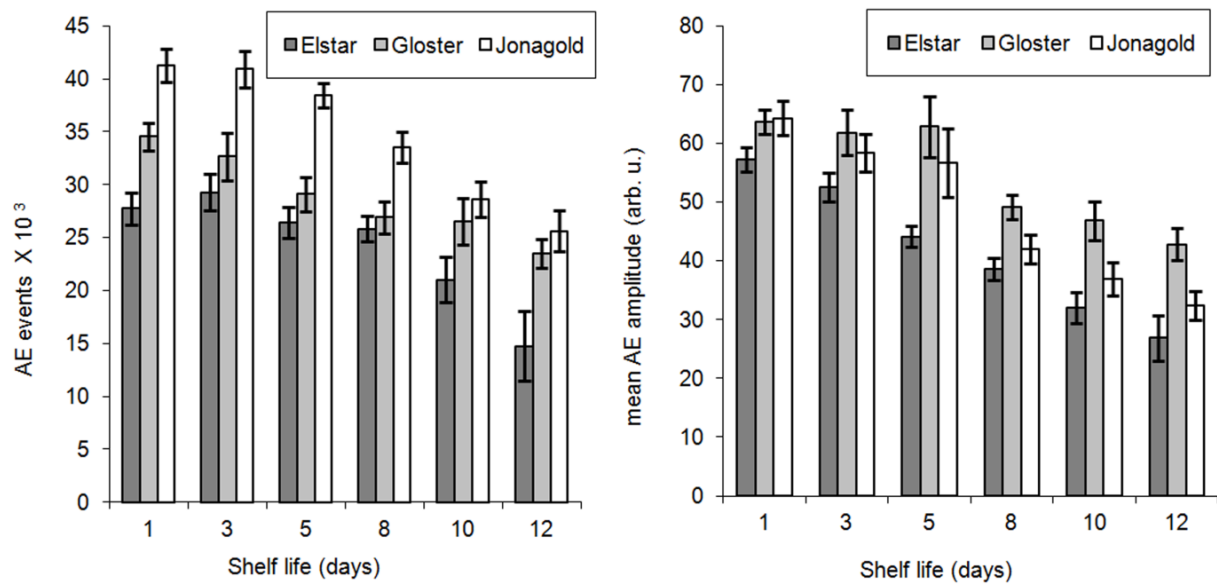 Elstar Gloster Jonagold
45
40
35
30
25
20
15
10
5
0
AE events X 10 3
1 3 5 8 10 12
Shelf life (days)
Elstar Gloster Jonagold
80
70
60
50
40
30
20
10
0
mean AE amplitude (arb. u.)
1 3 5 8 10 12
Shelf life (days)